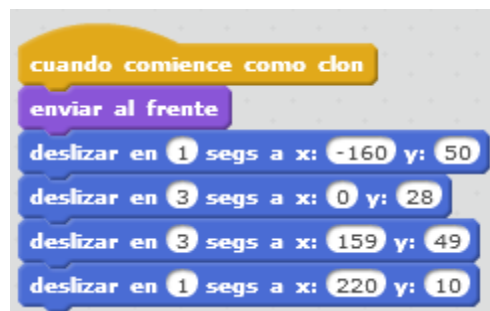 cuando comience como clon
enviar al frente
deslizar en 1 segs a x: -160 y: 50
deslizar en 3 segs a x: 0 y: 28
deslizar en 3 segs a x: 159 y: 49
deslizar en 1 segs a x: 220 y: 10